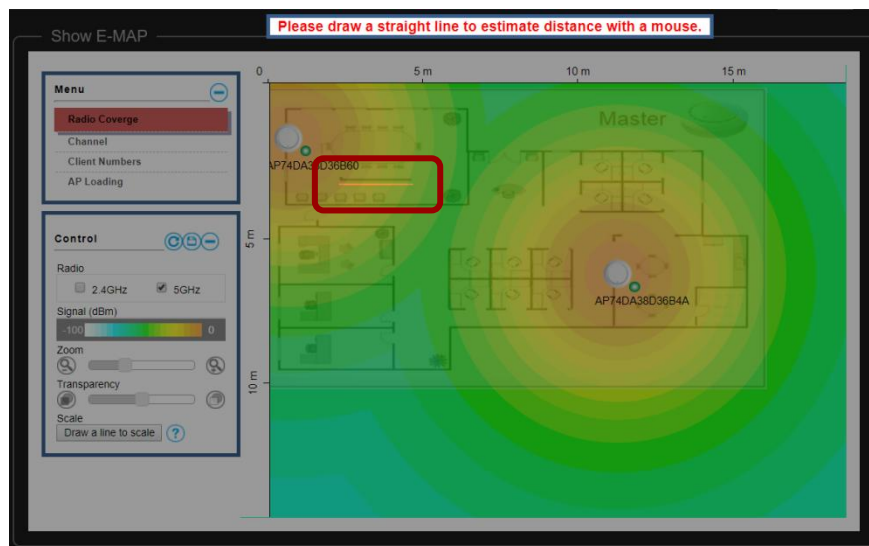 Please draw a straight line to estimate distance with a mouse.
Show E-MAP
Menu
Radio Coverge
Channel
Client Numbers
AP Loading
Control
Radio
2.4GHz 5GHz
Signal (dBm)
-100 0
Zoom
Transparency
Scale
Draw a line to scale ?
0 5 m 10 m 15 m
5 m
10 m
Master
AP74DA38D36B60
AP74DA38D36B4A